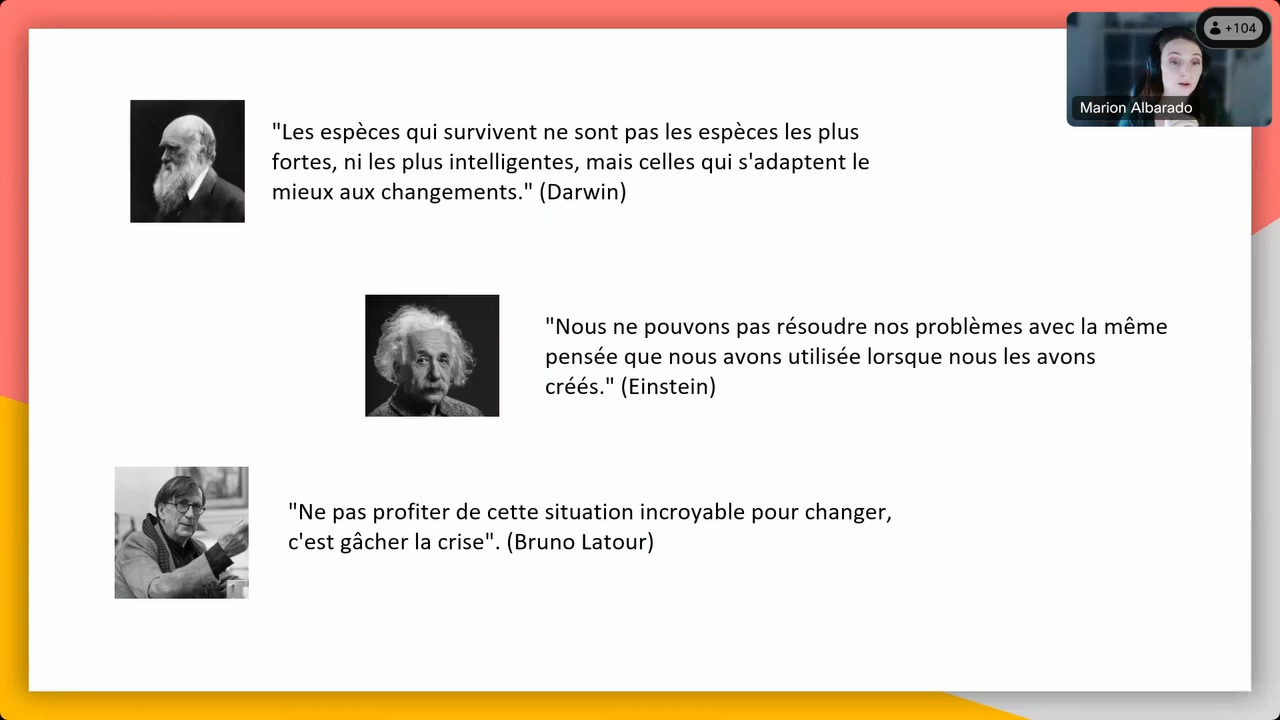 +104
Marion Albarado
"Les espèces qui survivent ne sont pas les espèces les plus
fortes, ni les plus intelligentes, mais celles qui s'adaptent le
mieux aux changements." (Darwin)
"Nous ne pouvons pas résoudre nos problèmes avec la même
pensée que nous avons utilisée lorsque nous les avons
créés." (Einstein)
"Ne pas profiter de cette situation incroyable pour changer,
c'est gâcher la crise". (Bruno Latour)